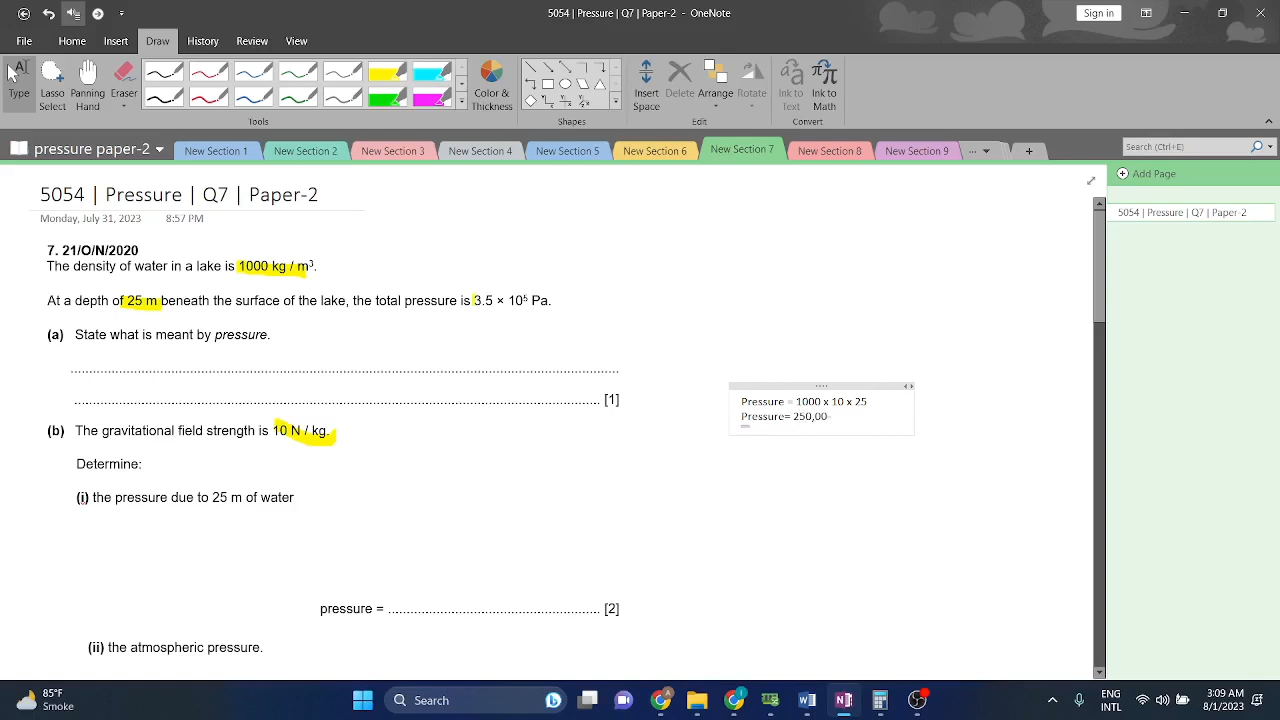 5054 | Pressure | Q7 | Paper-2 - OneNote
Sign in
File Home Insert Draw History Review View
Type
Lasso Select
Panning Hand
Eraser
Color & Thickness
Insert Space
Delete
Arrange
Rotate
Ink to Text
Ink to Math
Tools
Shapes
Edit
Convert
pressure paper-2
New Section 1
New Section 2
New Section 3
New Section 4
New Section 5
New Section 6
New Section 7
New Section 8
New Section 9
...
+
Search (Ctrl+E)
Add Page
5054 | Pressure | Q7 | Paper-2
5054 | Pressure | Q7 | Paper-2
Monday, July 31, 2023 8:57 PM
7. 21/O/N/2020
The density of water in a lake is 1000 kg / m³.
At a depth of 25 m beneath the surface of the lake, the total pressure is 3.5 × 10⁵ Pa.
(a) State what is meant by pressure.
[1]
Pressure = 1000 x 10 x 25
Pressure= 250,00
(b) The gravitational field strength is 10 N / kg.
Determine:
(i) the pressure due to 25 m of water
pressure = ................................................ [2]
(ii) the atmospheric pressure.
85°F
Smoke
Search
ENG
INTL
3:09 AM
8/1/2023